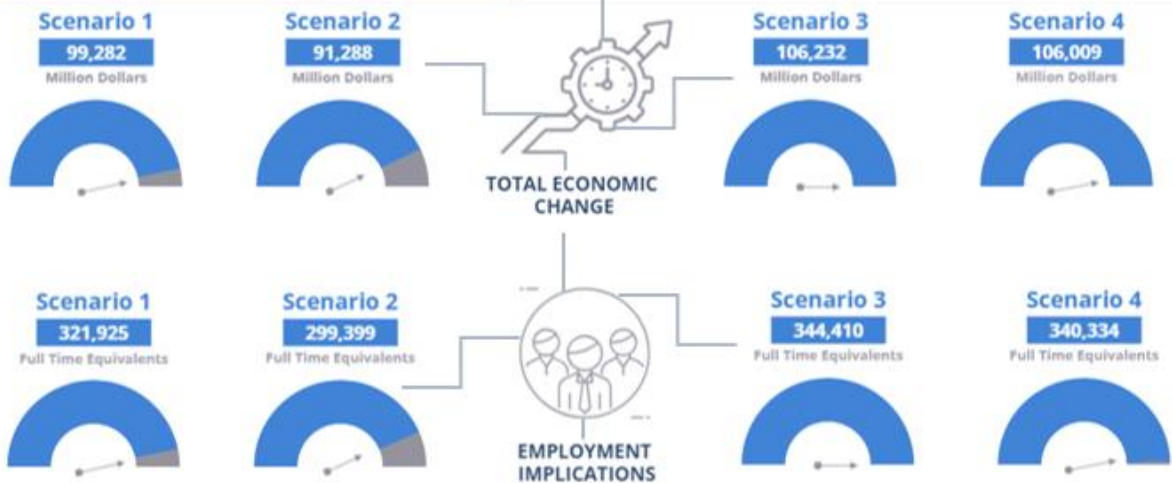 Scenario 1
99,282
Million Dollars
Scenario 2
91,288
Million Dollars
Scenario 3
106,232
Million Dollars
Scenario 4
106,009
Million Dollars
TOTAL ECONOMIC
CHANGE
Scenario 1
321,925
Full Time Equivalents
Scenario 2
299,399
Full Time Equivalents
Scenario 3
344,410
Full Time Equivalents
Scenario 4
340,334
Full Time Equivalents
EMPLOYMENT
IMPLICATIONS